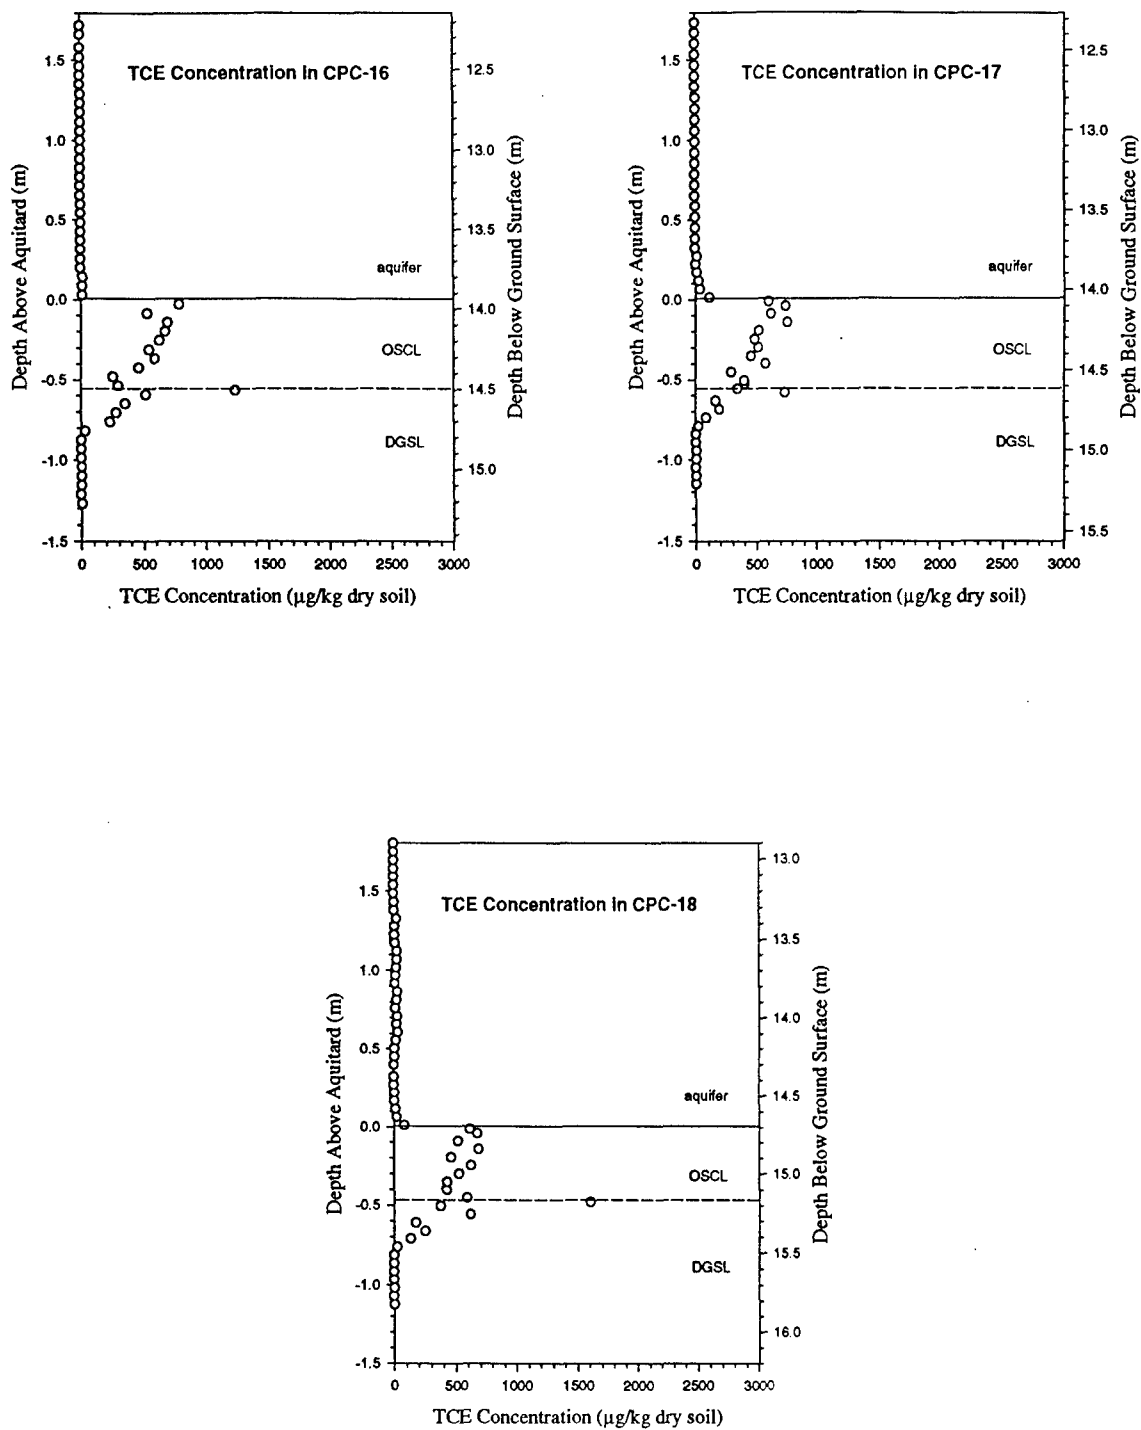 TCE Concentration in CPC-16
Depth Above Aquitard (m)
1.5
1.0
0.5
0.0
-0.5
-1.0
-1.5
12.5
13.0
13.5
14.0
14.5
15.0
Depth Below Ground Surface (m)
aquifer
OSCL
DGSL
0 500 1000 1500 2000 2500 3000
TCE Concentration (µg/kg dry soil)
TCE Concentration in CPC-17
Depth Above Aquitard (m)
1.5
1.0
0.5
0.0
-0.5
-1.0
-1.5
12.5
13.0
13.5
14.0
14.5
15.0
15.5
Depth Below Ground Surface (m)
aquifer
OSCL
DGSL
0 500 1000 1500 2000 2500 3000
TCE Concentration (µg/kg dry soil)
TCE Concentration in CPC-18
Depth Above Aquitard (m)
1.5
1.0
0.5
0.0
-0.5
-1.0
-1.5
13.0
13.5
14.0
14.5
15.0
15.5
16.0
Depth Below Ground Surface (m)
aquifer
OSCL
DGSL
0 500 1000 1500 2000 2500 3000
TCE Concentration (µg/kg dry soil)